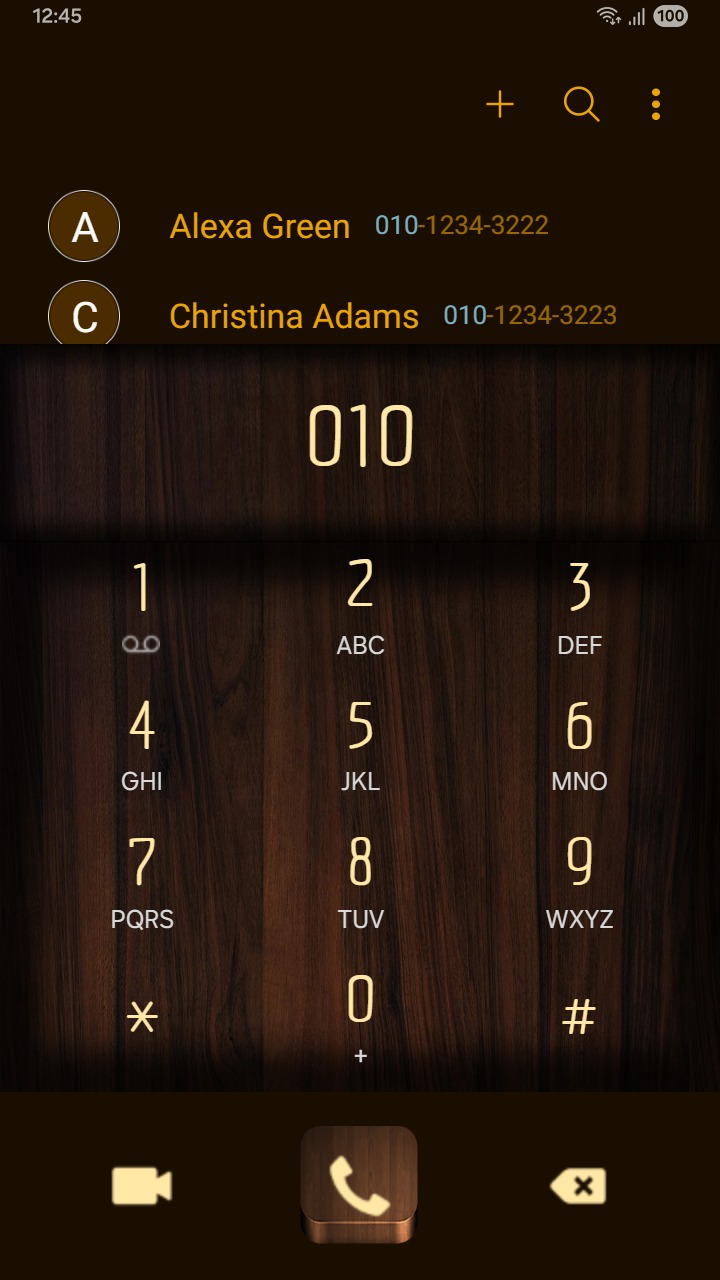 12:45 100
A Alexa Green 010-1234-3222
C Christina Adams 010-1234-3223
010
1 2 3
ABC DEF
4 5 6
GHI JKL MNO
7 8 9
PQRS TUV WXYZ
* 0 #
+